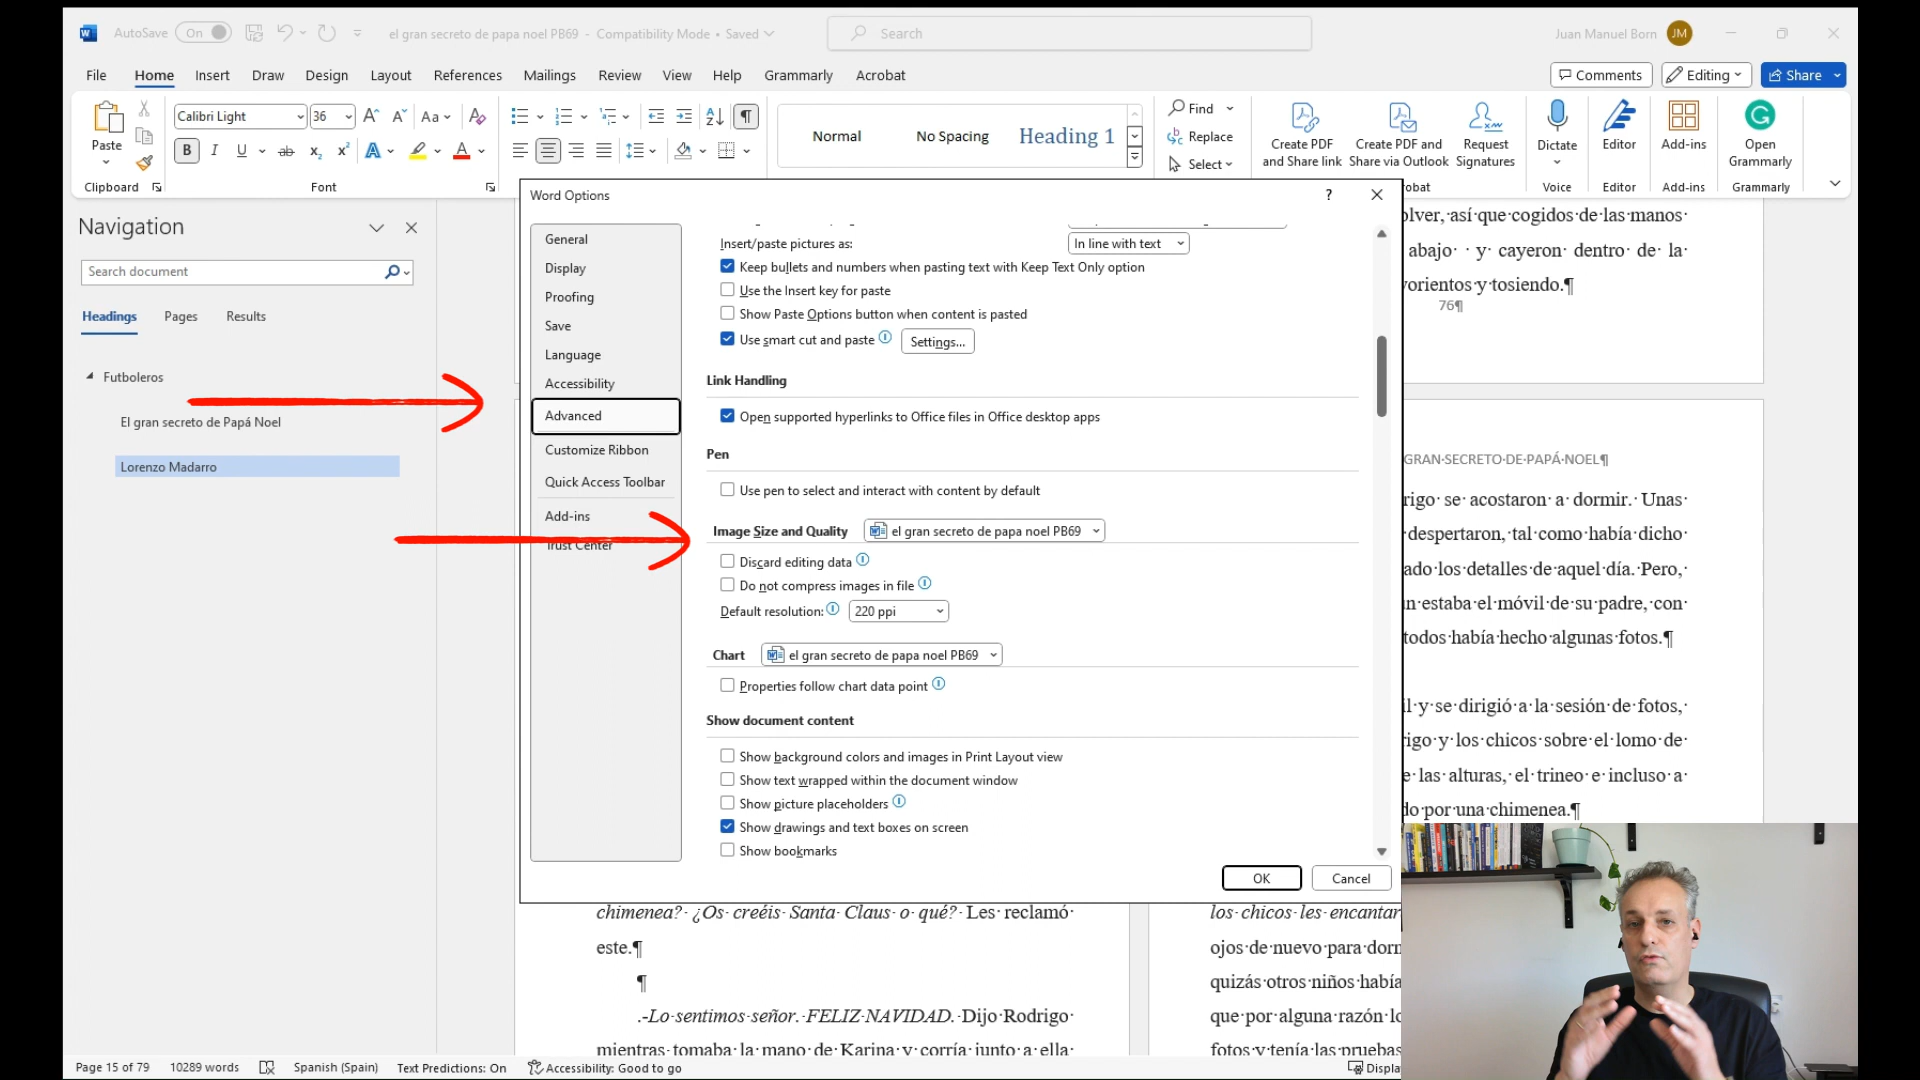 AutoSave On el gran secreto de papa noel PB69 - Compatibility Mode • Saved Search Juan Manuel Born JM
File Home Insert Draw Design Layout References Mailings Review View Help Grammarly Acrobat Comments Editing Share
Paste
Clipboard
Calibri Light 36 Aa
B I U ab x₂ x² A A
Font
Normal No Spacing Heading 1
Find
Replace
Select
Create PDF and Share link
Create PDF and Share via Outlook
Request Signatures
Dictate
Voice
Editor
Editor
Add-ins
Add-ins
Open Grammarly
Grammarly
Navigation
Search document
Headings Pages Results
Futboleros
El gran secreto de Papá Noel
Lorenzo Madarro
Word Options
General
Display
Proofing
Save
Language
Accessibility
Advanced
Customize Ribbon
Quick Access Toolbar
Add-ins
Trust Center
Insert/paste pictures as: In line with text
Keep bullets and numbers when pasting text with Keep Text Only option
Use the Insert key for paste
Show Paste Options button when content is pasted
Use smart cut and paste Settings...
Link Handling
Open supported hyperlinks to Office files in Office desktop apps
Pen
Use pen to select and interact with content by default
Image Size and Quality el gran secreto de papa noel PB69
Discard editing data
Do not compress images in file
Default resolution: 220 ppi
Chart el gran secreto de papa noel PB69
Properties follow chart data point
Show document content
Show background colors and images in Print Layout view
Show text wrapped within the document window
Show picture placeholders
Show drawings and text boxes on screen
Show bookmarks
OK Cancel
así que cogidos de las manos
abajo y cayeron dentro de la
y tosiendo.¶
76¶
GRAN·SECRETO·DE·PAPÁ·NOEL¶
se acostaron a dormir. Unas
despertaron, tal como había dicho
los detalles de aquel día. Pero,
estaba el móvil de su padre, con
todos había hecho algunas fotos.¶
y se dirigió a la sesión de fotos,
y los chicos sobre el lomo de
las alturas, el trineo e incluso a
por una chimenea.¶
chimenea? ¿Os creéis Santa Claus o qué? Les reclamó
este.¶
¶
.-Lo sentimos señor. FELIZ NAVIDAD. Dijo Rodrigo
mientras tomaba la mano de Karina y corría junto a ella
los chicos les
ojos de nuevo para
quizás otros niños
que por alguna razón
fotos y tenía las
Page 15 of 79 10289 words Spanish (Spain) Text Predictions: On Accessibility: Good to go